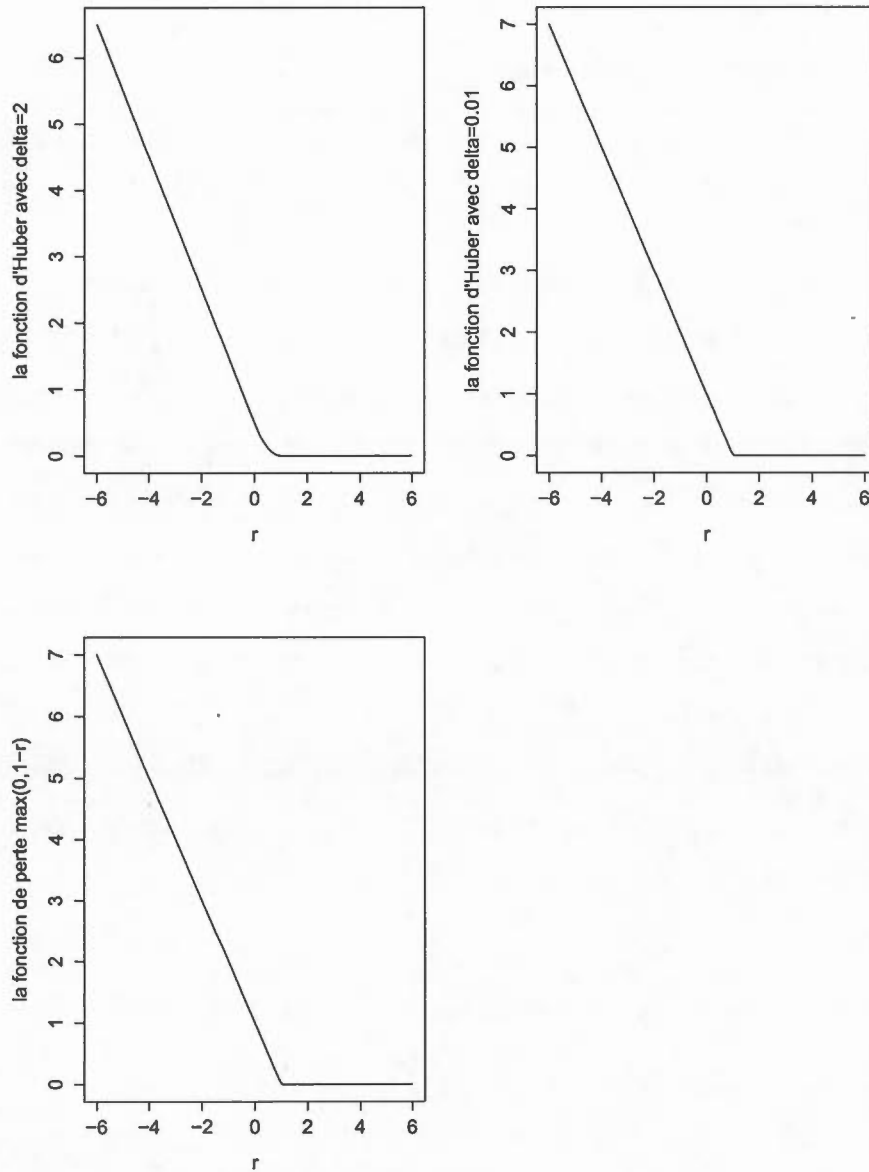 la fonction d'Huber avec delta=2
6
5
4
3
2
1
0
−6 −4 −2 0 2 4 6
r
la fonction d'Huber avec delta=0.01
7
6
5
4
3
2
1
0
−6 −4 −2 0 2 4 6
r
la fonction de perte max(0,1−r)
7
6
5
4
3
2
1
0
−6 −4 −2 0 2 4 6
r